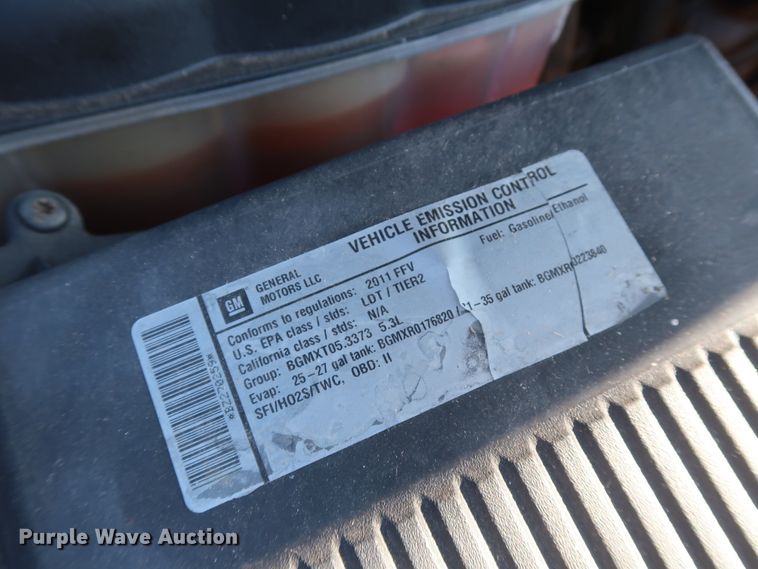 GM
GENERAL
MOTORS LLC
VEHICLE EMISSION CONTROL
INFORMATION
Fuel: Gasoline/Ethanol
Conforms to regulations: 2011 FFV
U.S. EPA class / stds: LDT / TIER2
California class / stds: N/A
Group: BGMXT05.3373 5.3L
Evap: 25-27 gal tank: BGMXR0176820 / 31-35 gal tank: BGMXR0223840
SFI/HO2S/TWC, OBD: II
*BZ270259*
Purple Wave Auction